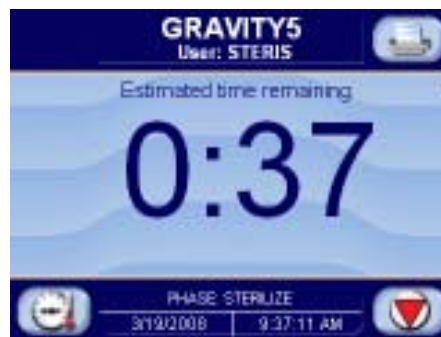 GRAVITY5
User: STERIS
Estimated time remaining
0:37
PHASE: STERILIZE
3/19/2008 9:37:11 AM